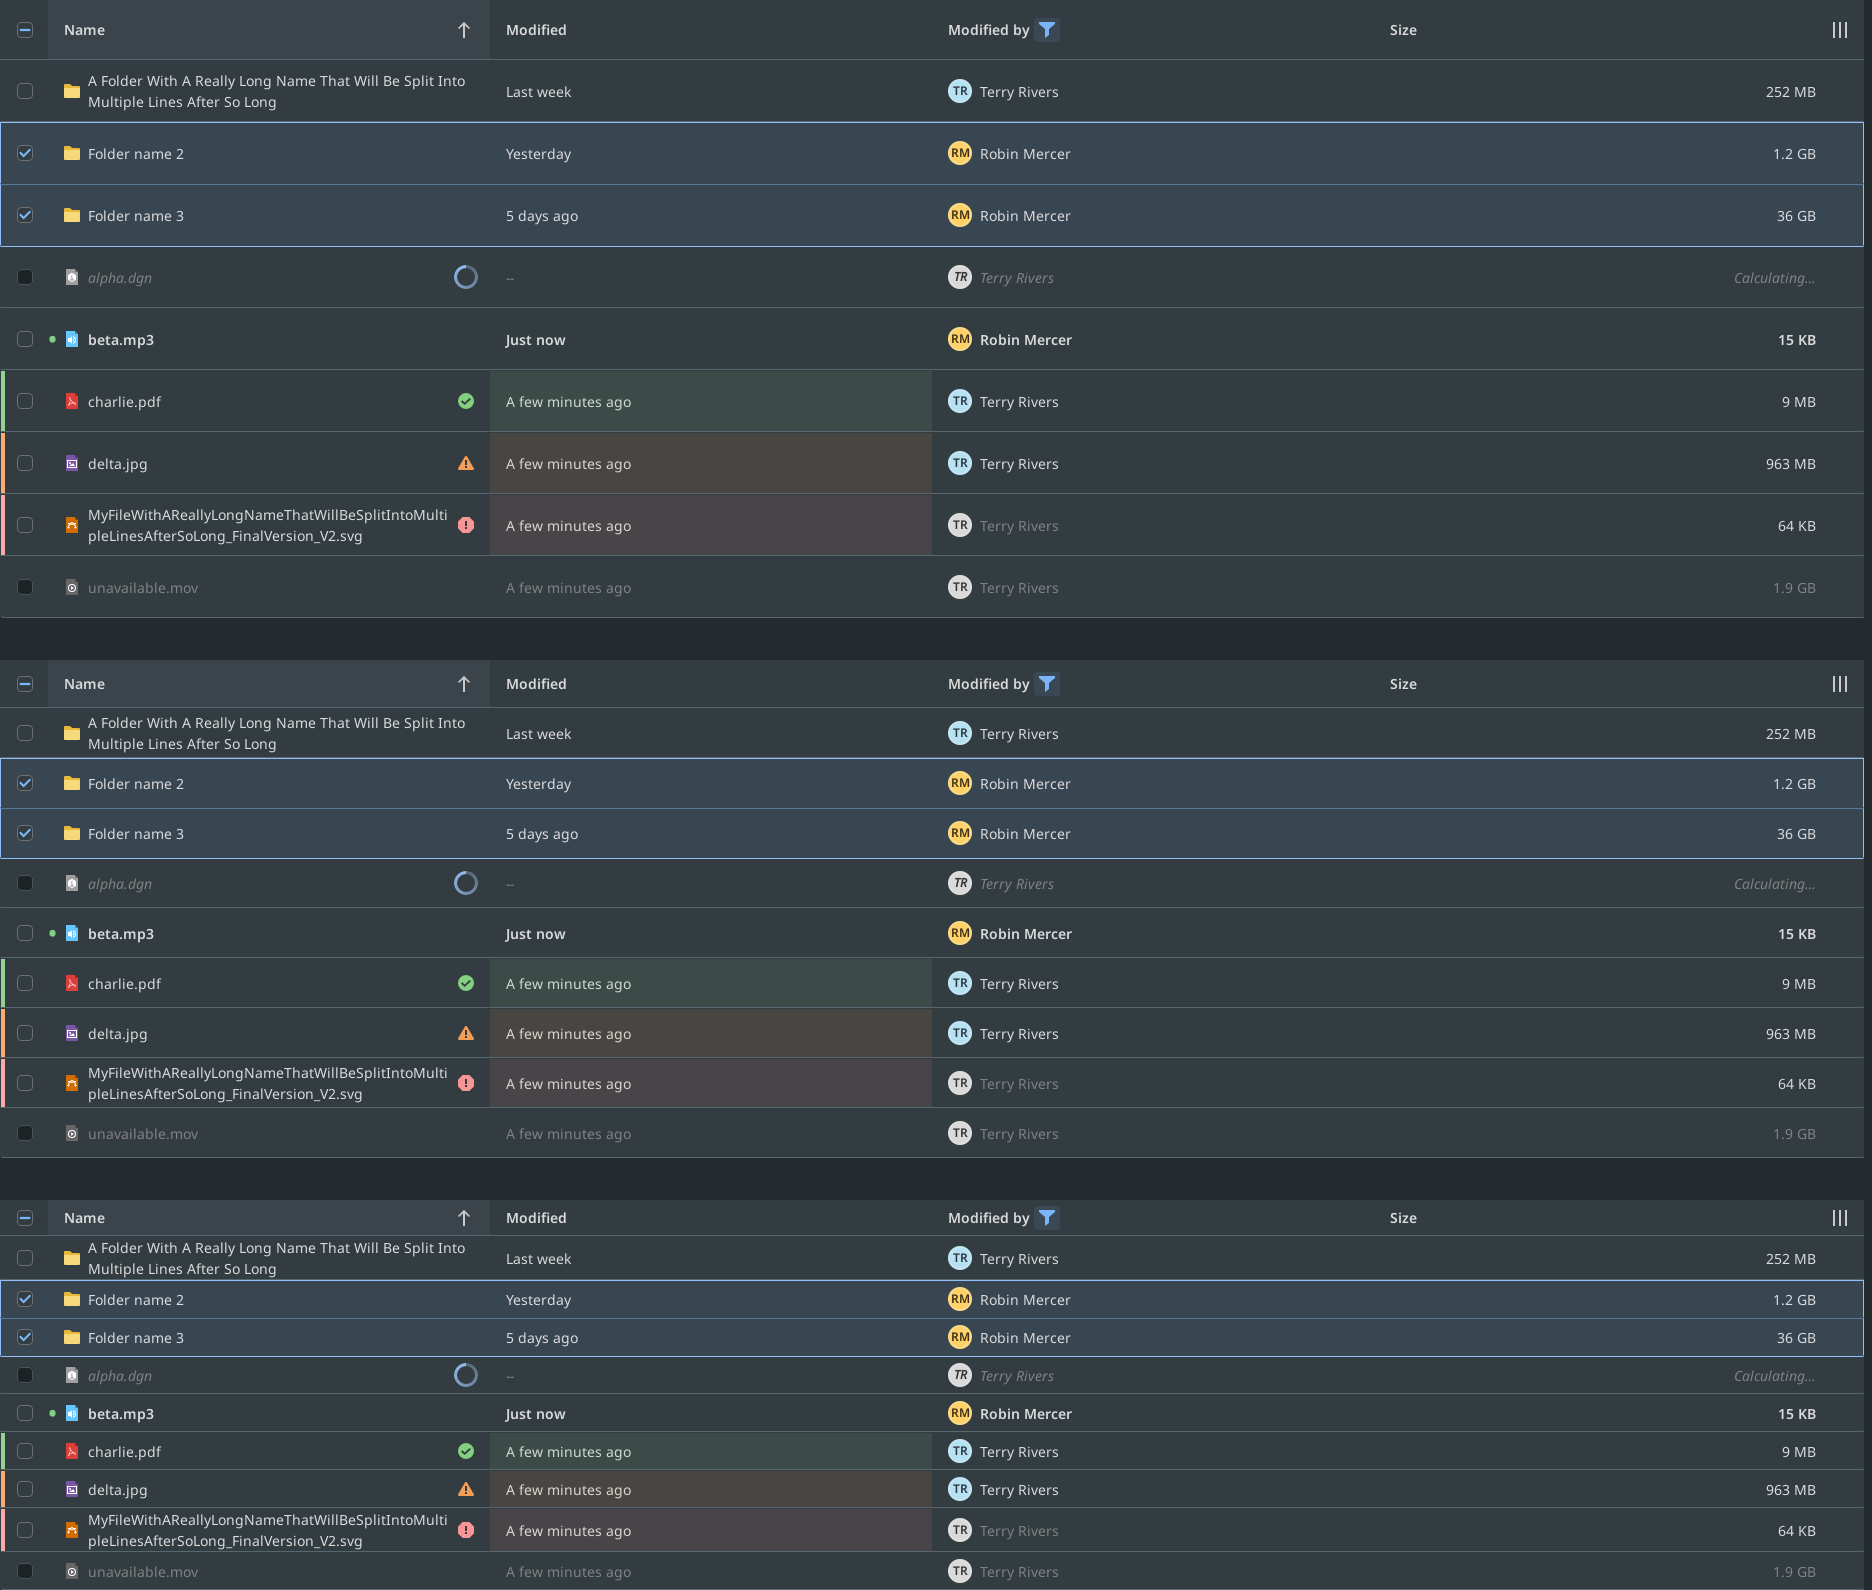 Name Modified Modified by Size
A Folder With A Really Long Name That Will Be Split Into
Multiple Lines After So Long
Last week TR Terry Rivers 252 MB
Folder name 2 Yesterday RM Robin Mercer 1.2 GB
Folder name 3 5 days ago RM Robin Mercer 36 GB
alpha.dgn -- TR Terry Rivers Calculating...
beta.mp3 Just now RM Robin Mercer 15 KB
charlie.pdf A few minutes ago TR Terry Rivers 9 MB
delta.jpg A few minutes ago TR Terry Rivers 963 MB
MyFileWithAReallyLongNameThatWillBeSplitIntoMulti
pleLinesAfterSoLong_FinalVersion_V2.svg
A few minutes ago TR Terry Rivers 64 KB
unavailable.mov A few minutes ago TR Terry Rivers 1.9 GB
Name Modified Modified by Size
A Folder With A Really Long Name That Will Be Split Into
Multiple Lines After So Long
Last week TR Terry Rivers 252 MB
Folder name 2 Yesterday RM Robin Mercer 1.2 GB
Folder name 3 5 days ago RM Robin Mercer 36 GB
alpha.dgn -- TR Terry Rivers Calculating...
beta.mp3 Just now RM Robin Mercer 15 KB
charlie.pdf A few minutes ago TR Terry Rivers 9 MB
delta.jpg A few minutes ago TR Terry Rivers 963 MB
MyFileWithAReallyLongNameThatWillBeSplitIntoMulti
pleLinesAfterSoLong_FinalVersion_V2.svg
A few minutes ago TR Terry Rivers 64 KB
unavailable.mov A few minutes ago TR Terry Rivers 1.9 GB
Name Modified Modified by Size
A Folder With A Really Long Name That Will Be Split Into
Multiple Lines After So Long
Last week TR Terry Rivers 252 MB
Folder name 2 Yesterday RM Robin Mercer 1.2 GB
Folder name 3 5 days ago RM Robin Mercer 36 GB
alpha.dgn -- TR Terry Rivers Calculating...
beta.mp3 Just now RM Robin Mercer 15 KB
charlie.pdf A few minutes ago TR Terry Rivers 9 MB
delta.jpg A few minutes ago TR Terry Rivers 963 MB
MyFileWithAReallyLongNameThatWillBeSplitIntoMulti
pleLinesAfterSoLong_FinalVersion_V2.svg
A few minutes ago TR Terry Rivers 64 KB
unavailable.mov A few minutes ago TR Terry Rivers 1.9 GB